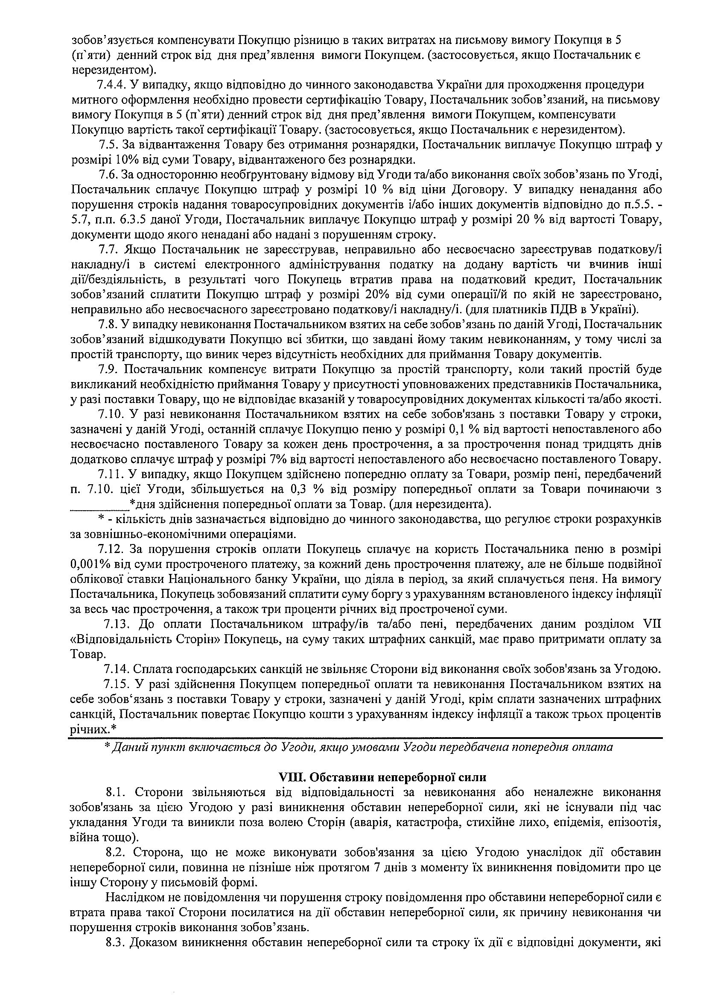 зобов’язується компенсувати Покупцю різницю в таких витратах на письмову вимогу Покупця в 5
(п`яти) денний строк від дня пред’явлення вимоги Покупцем. (застосовується, якщо Постачальник є
нерезидентом).
7.4.4. У випадку, якщо відповідно до чинного законодавства України для проходження процедури
митного оформлення необхідно провести сертифікацію Товару, Постачальник зобов’язаний, на письмову
вимогу Покупця в 5 (п`яти) денний строк від дня пред’явлення вимоги Покупцем, компенсувати
Покупцю вартість такої сертифікації Товару. (застосовується, якщо Постачальник є нерезидентом).
7.5. За відвантаження Товару без отримання рознарядки, Постачальник виплачує Покупцю штраф у
розмірі 10% від суми Товару, відвантаженого без рознарядки.
7.6. За односторонню необґрунтовану відмову від Угоди та/або виконання своїх зобов’язань по Угоді,
Постачальник сплачує Покупцю штраф у розмірі 10 % від ціни Договору. У випадку ненадання або
порушення строків надання товаросупровідних документів і/або інших документів відповідно до п.5.5. -
5.7, п.п. 6.3.5 даної Угоди, Постачальник виплачує Покупцю штраф у розмірі 20 % від вартості Товару,
документи щодо якого ненадані або надані з порушенням строку.
7.7. Якщо Постачальник не зареєстрував, неправильно або несвоєчасно зареєстрував податкову/і
накладну/і в системі електронного адміністрування податку на додану вартість чи вчинив інші
дії/бездіяльність, в результаті чого Покупець втратив права на податковий кредит, Постачальник
зобов’язаний сплатити Покупцю штраф у розмірі 20% від суми операції/й по якій не зареєстровано,
неправильно або несвоєчасного зареєстровано податкову/і накладну/і. (для платників ПДВ в Україні).
7.8. У випадку невиконання Постачальником взятих на себе зобов’язань по даній Угоді, Постачальник
зобов’язаний відшкодувати Покупцю всі збитки, що завдані йому таким невиконанням, у тому числі за
простій транспорту, що виник через відсутність необхідних для приймання Товару документів.
7.9. Постачальник компенсує витрати Покупцю за простій транспорту, коли такий простій буде
викликаний необхідністю приймання Товару у присутності уповноважених представників Постачальника,
у разі поставки Товару, що не відповідає вказаній у товаросупровідних документах кількості та/або якості.
7.10. У разі невиконання Постачальником взятих на себе зобов'язань з поставки Товару у строки,
зазначені у даній Угоді, останній сплачує Покупцю пеню у розмірі 0,1 % від вартості непоставленого або
несвоєчасно поставленого Товару за кожен день прострочення, а за прострочення понад тридцять днів
додатково сплачує штраф у розмірі 7% від вартості непоставленого або несвоєчасно поставленого Товару.
7.11. У випадку, якщо Покупцем здійснено попередню оплату за Товари, розмір пені, передбачений
п. 7.10. цієї Угоди, збільшується на 0,3 % від розміру попередньої оплати за Товари починаючи з
__________*дня здійснення попередньої оплати за Товар. (для нерезидента).
* - кількість днів зазначається відповідно до чинного законодавства, що регулює строки розрахунків
за зовнішньо-економічними операціями.
7.12. За порушення строків оплати Покупець сплачує на користь Постачальника пеню в розмірі
0,001% від суми простроченого платежу, за кожний день прострочення платежу, але не більше подвійної
облікової ставки Національного банку України, що діяла в період, за який сплачується пеня. На вимогу
Постачальника, Покупець зобовязаний сплатити суму боргу з урахуванням встановленого індексу інфляції
за весь час прострочення, а також три проценти річних від простроченої суми.
7.13. До оплати Постачальником штрафу/ів та/або пені, передбачених даним розділом VII
«Відповідальність Сторін» Покупець, на суму таких штрафних санкцій, має право притримати оплату за
Товар.
7.14. Сплата господарських санкцій не звільняє Сторони від виконання своїх зобов'язань за Угодою.
7.15. У разі здійснення Покупцем попередньої оплати та невиконання Постачальником взятих на
себе зобов‘язань з поставки Товару у строки, зазначені у даній Угоді, крім сплати зазначених штрафних
санкцій, Постачальник повертає Покупцю кошти з урахуванням індексу інфляції а також трьох процентів
річних.*
* Даний пункт включається до Угоди, якщо умовами Угоди передбачена попередня оплата
VIII. Обставини непереборної сили
8.1. Сторони звільняються від відповідальності за невиконання або неналежне виконання
зобов'язань за цією Угодою у разі виникнення обставин непереборної сили, які не існували під час
укладання Угоди та виникли поза волею Сторін (аварія, катастрофа, стихійне лихо, епідемія, епізоотія,
війна тощо).
8.2. Сторона, що не може виконувати зобов'язання за цією Угодою унаслідок дії обставин
непереборної сили, повинна не пізніше ніж протягом 7 днів з моменту їх виникнення повідомити про це
іншу Сторону у письмовій формі.
Наслідком не повідомлення чи порушення строку повідомлення про обставини непереборної сили є
втрата права такої Сторони посилатися на дії обставин непереборної сили, як причину невиконання чи
порушення строків виконання зобов’язань.
8.3. Доказом виникнення обставин непереборної сили та строку їх дії є відповідні документи, які